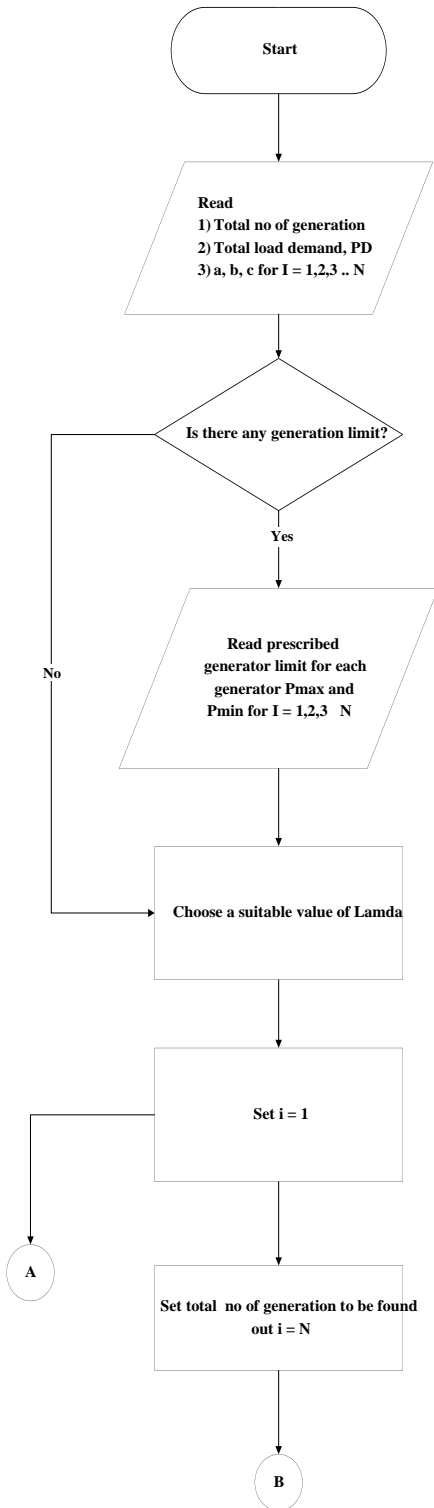 Start
Read
1) Total no of generation
2) Total load demand, PD
3) a, b, c for I = 1,2,3 .. N
Is there any generation limit?
Yes
No
Read prescribed
generator limit for each
generator Pmax and
Pmin for I = 1,2,3 N
Choose a suitable value of Lamda
Set i = 1
A
Set total no of generation to be found
out i = N
B